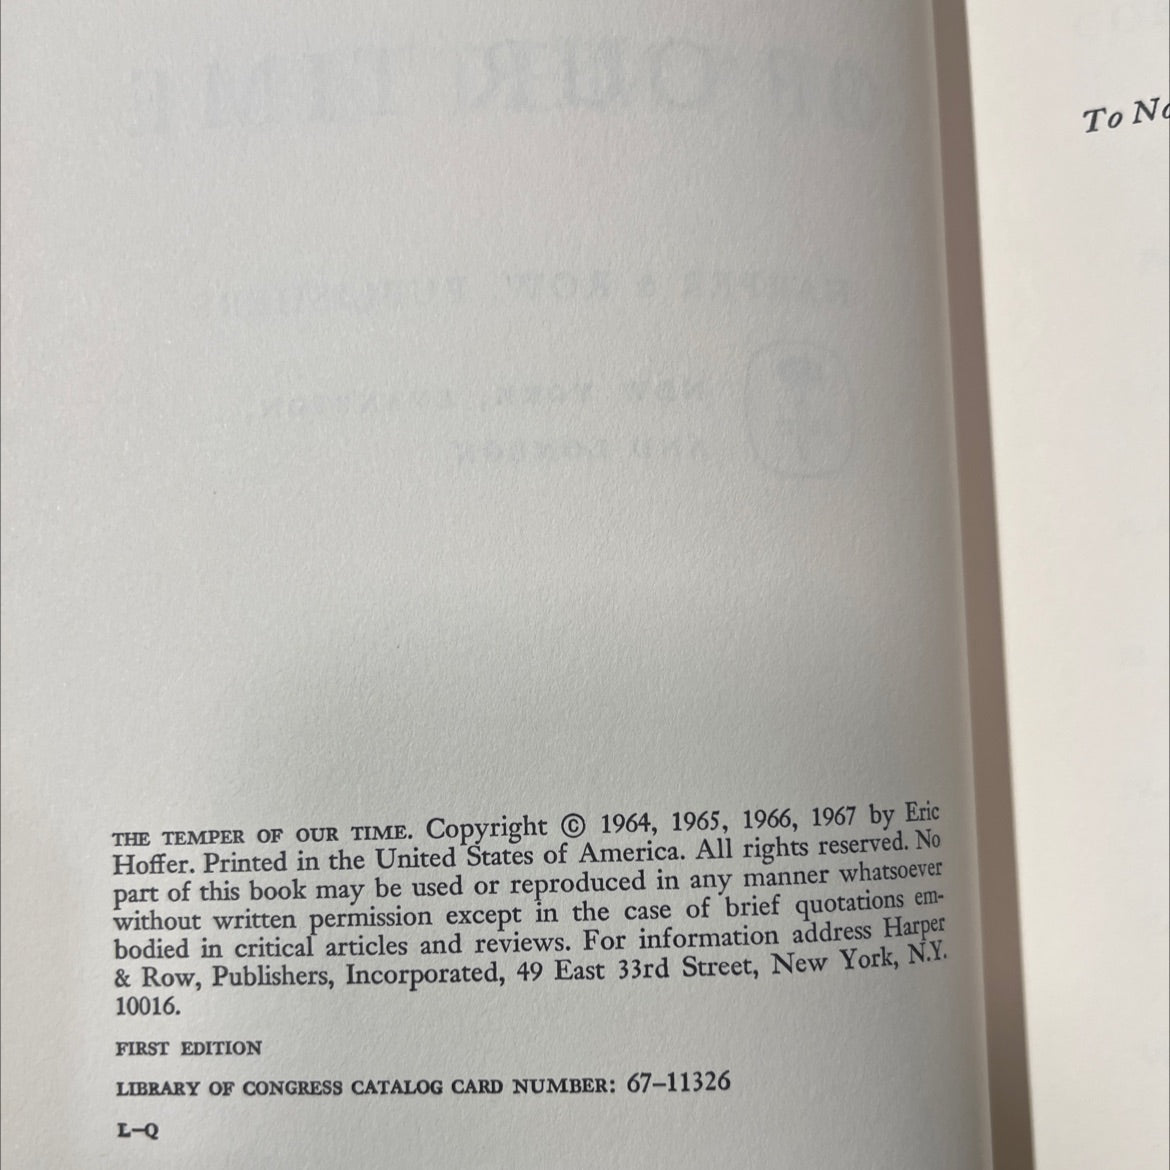 To No
THE TEMPER OF OUR TIME. Copyright © 1964, 1965, 1966, 1967 by Eric
Hoffer. Printed in the United States of America. All rights reserved. No
part of this book may be used or reproduced in any manner whatsoever
without written permission except in the case of brief quotations em-
bodied in critical articles and reviews. For information address Harper
& Row, Publishers, Incorporated, 49 East 33rd Street, New York, N.Y.
10016.
FIRST EDITION
LIBRARY OF CONGRESS CATALOG CARD NUMBER: 67–11326
L–Q